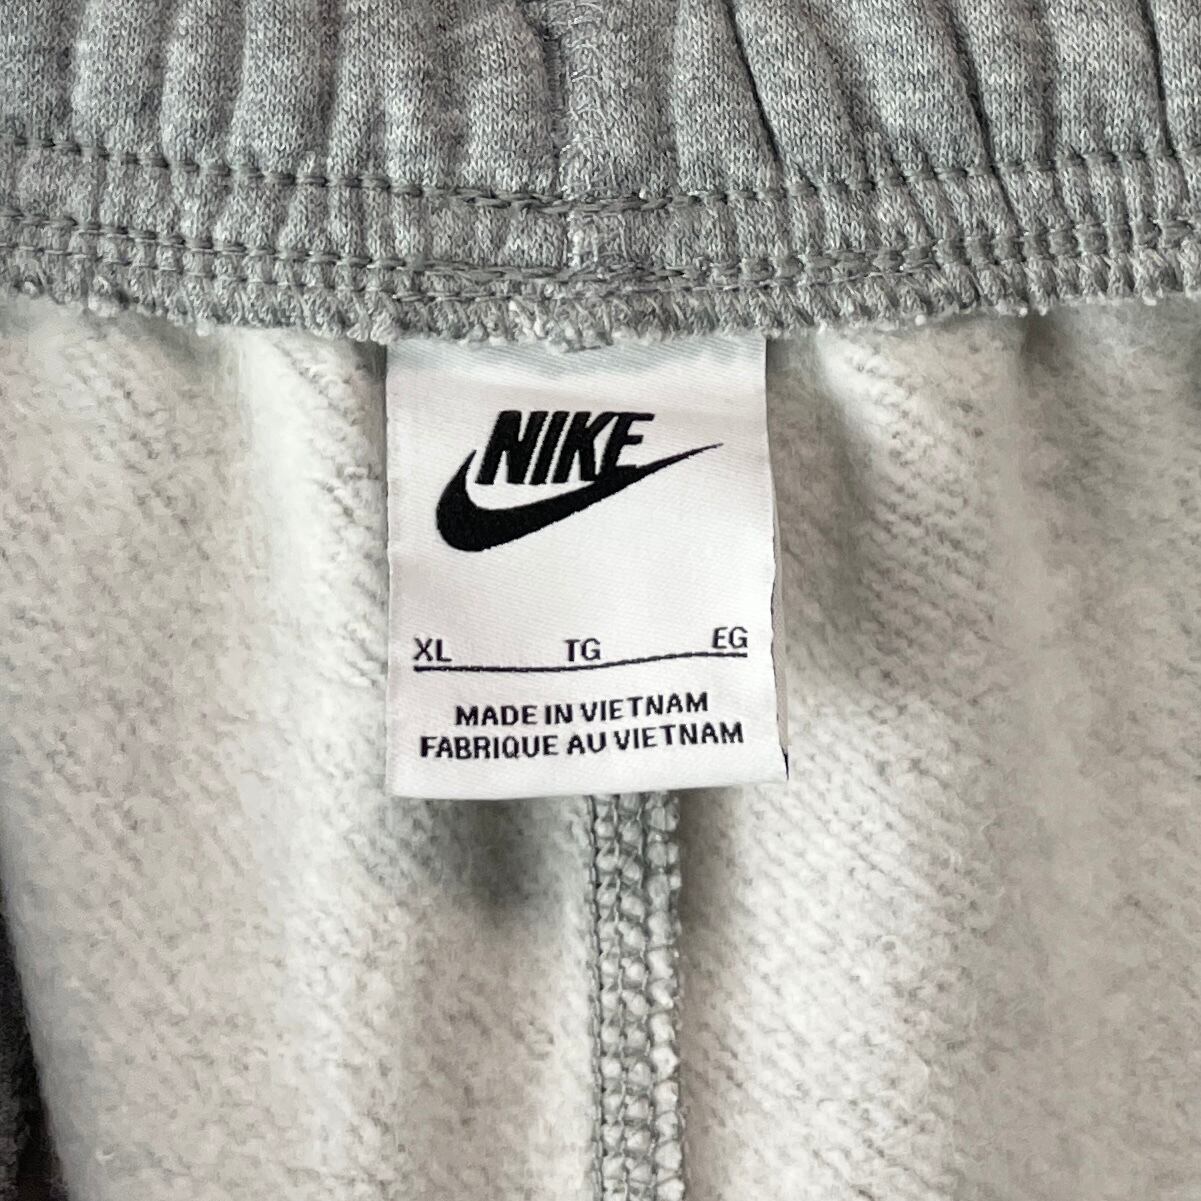 NIKE
XL TG EG
MADE IN VIETNAM
FABRIQUE AU VIETNAM